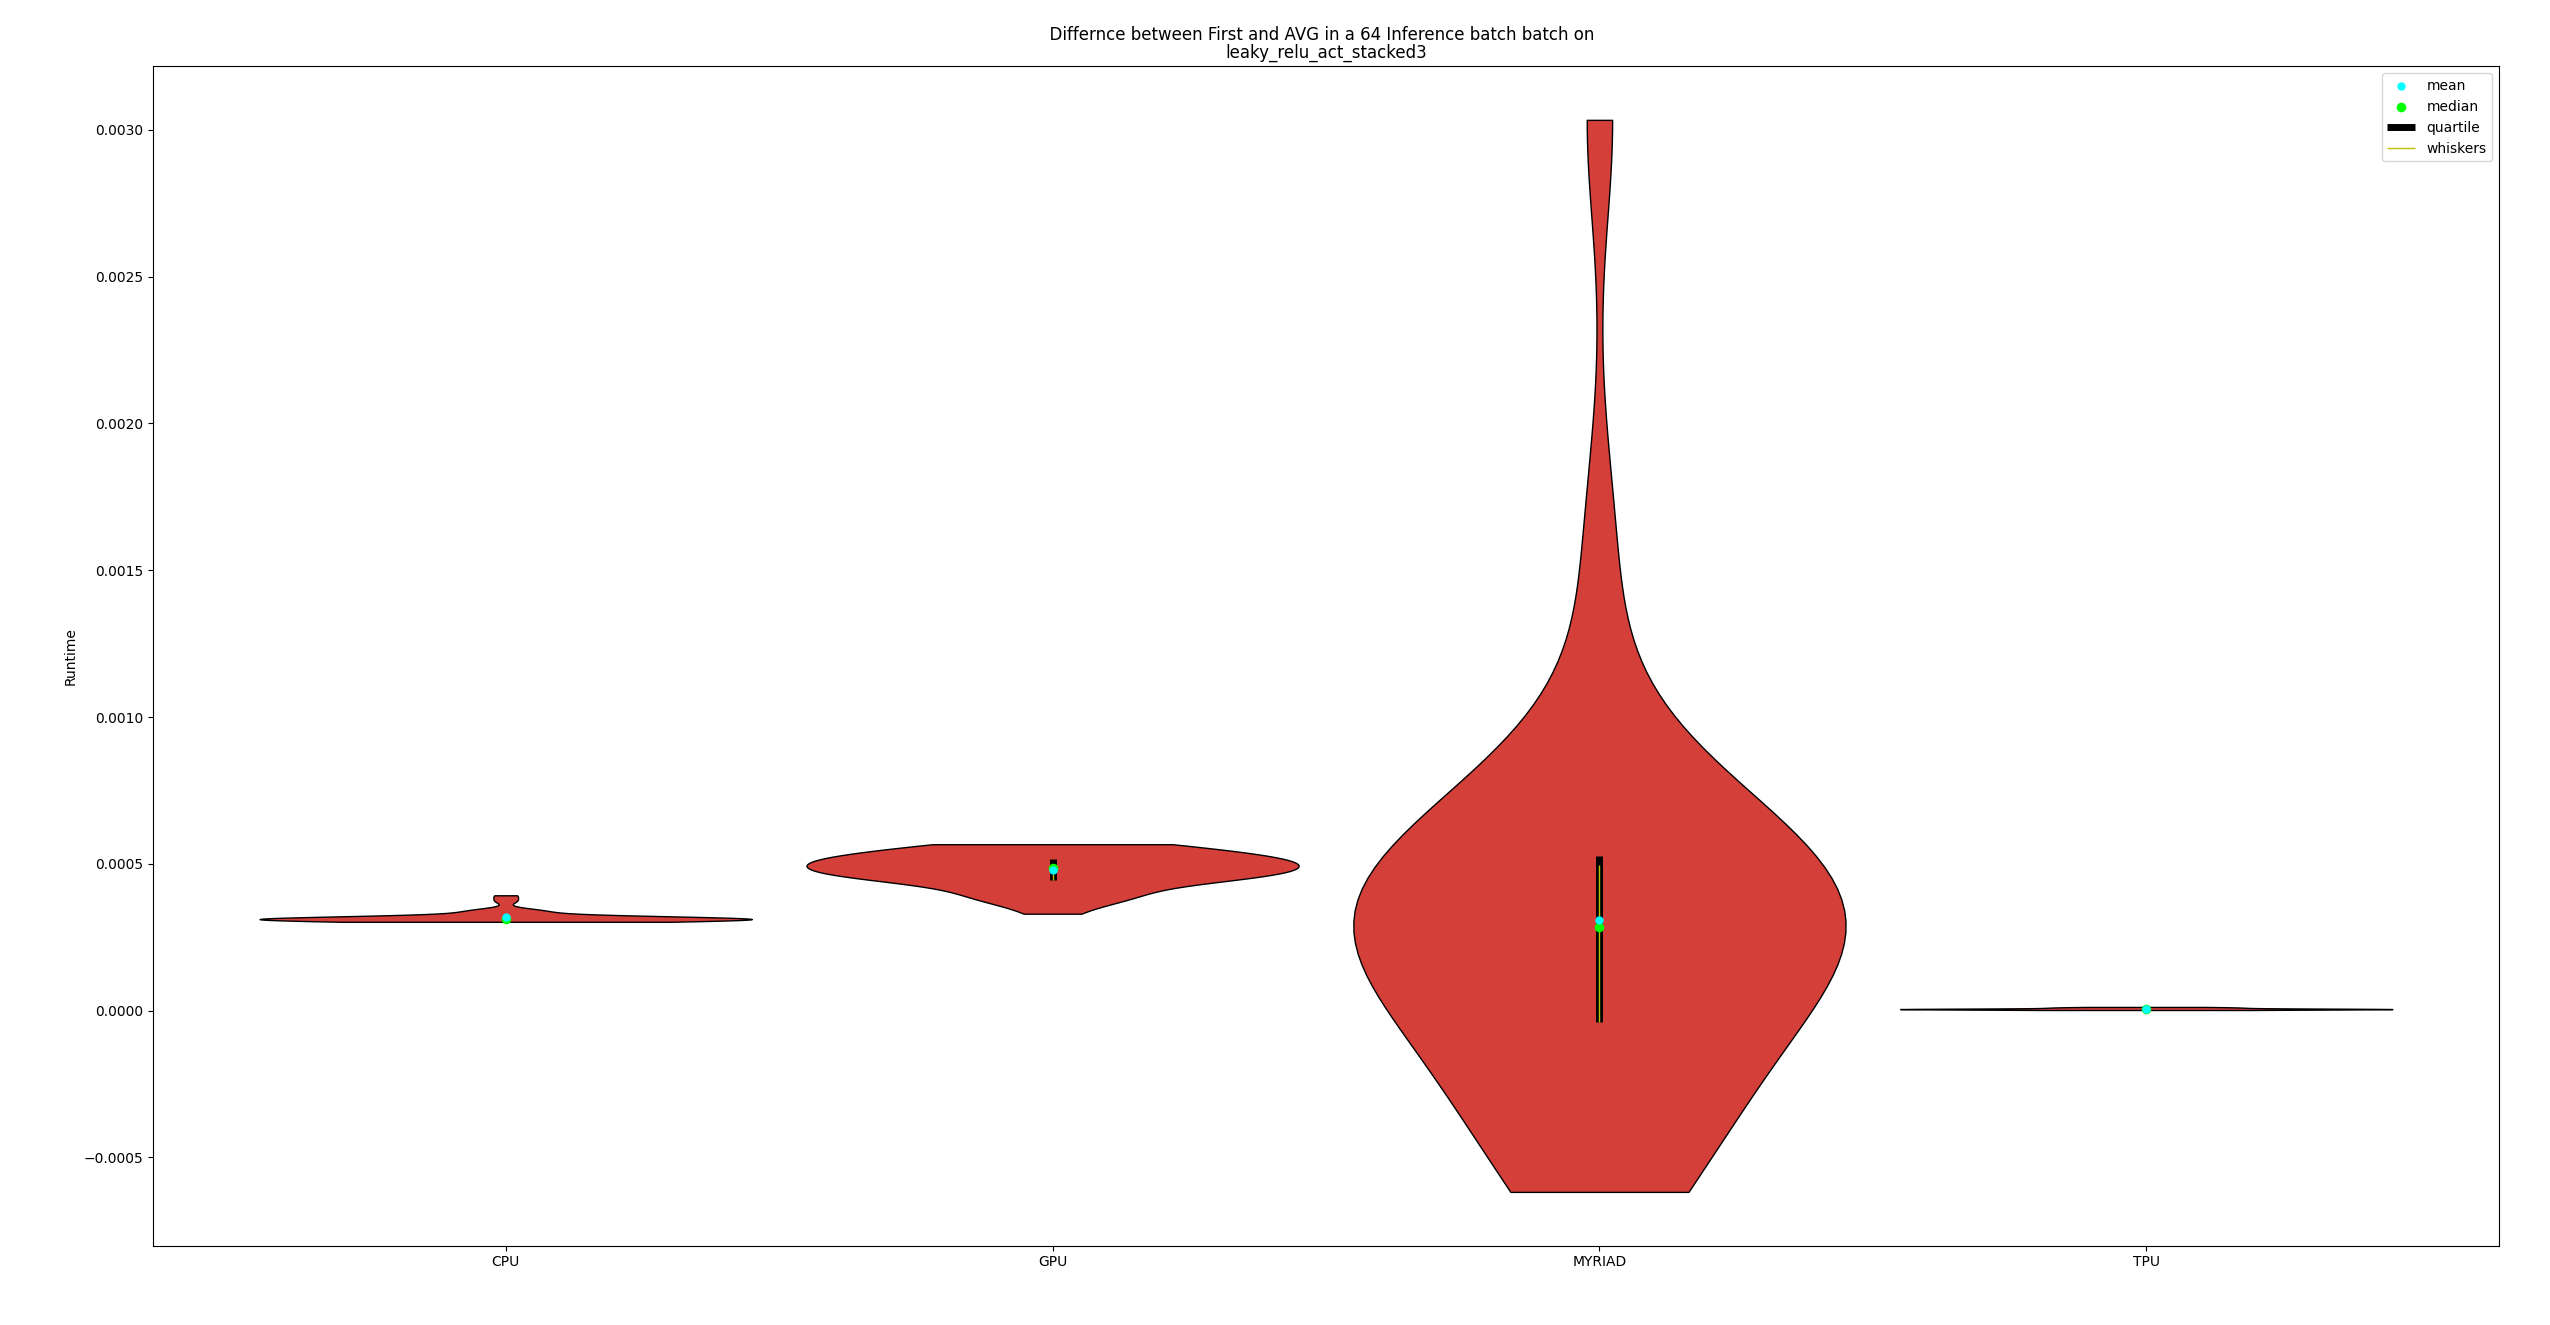 Differnce between First and AVG in a 64 Inference batch batch on
leaky_relu_act_stacked3
mean
median
quartile
whiskers
0.0030
0.0025
0.0020
0.0015
0.0010
0.0005
0.0000
−0.0005
Runtime
CPU
GPU
MYRIAD
TPU